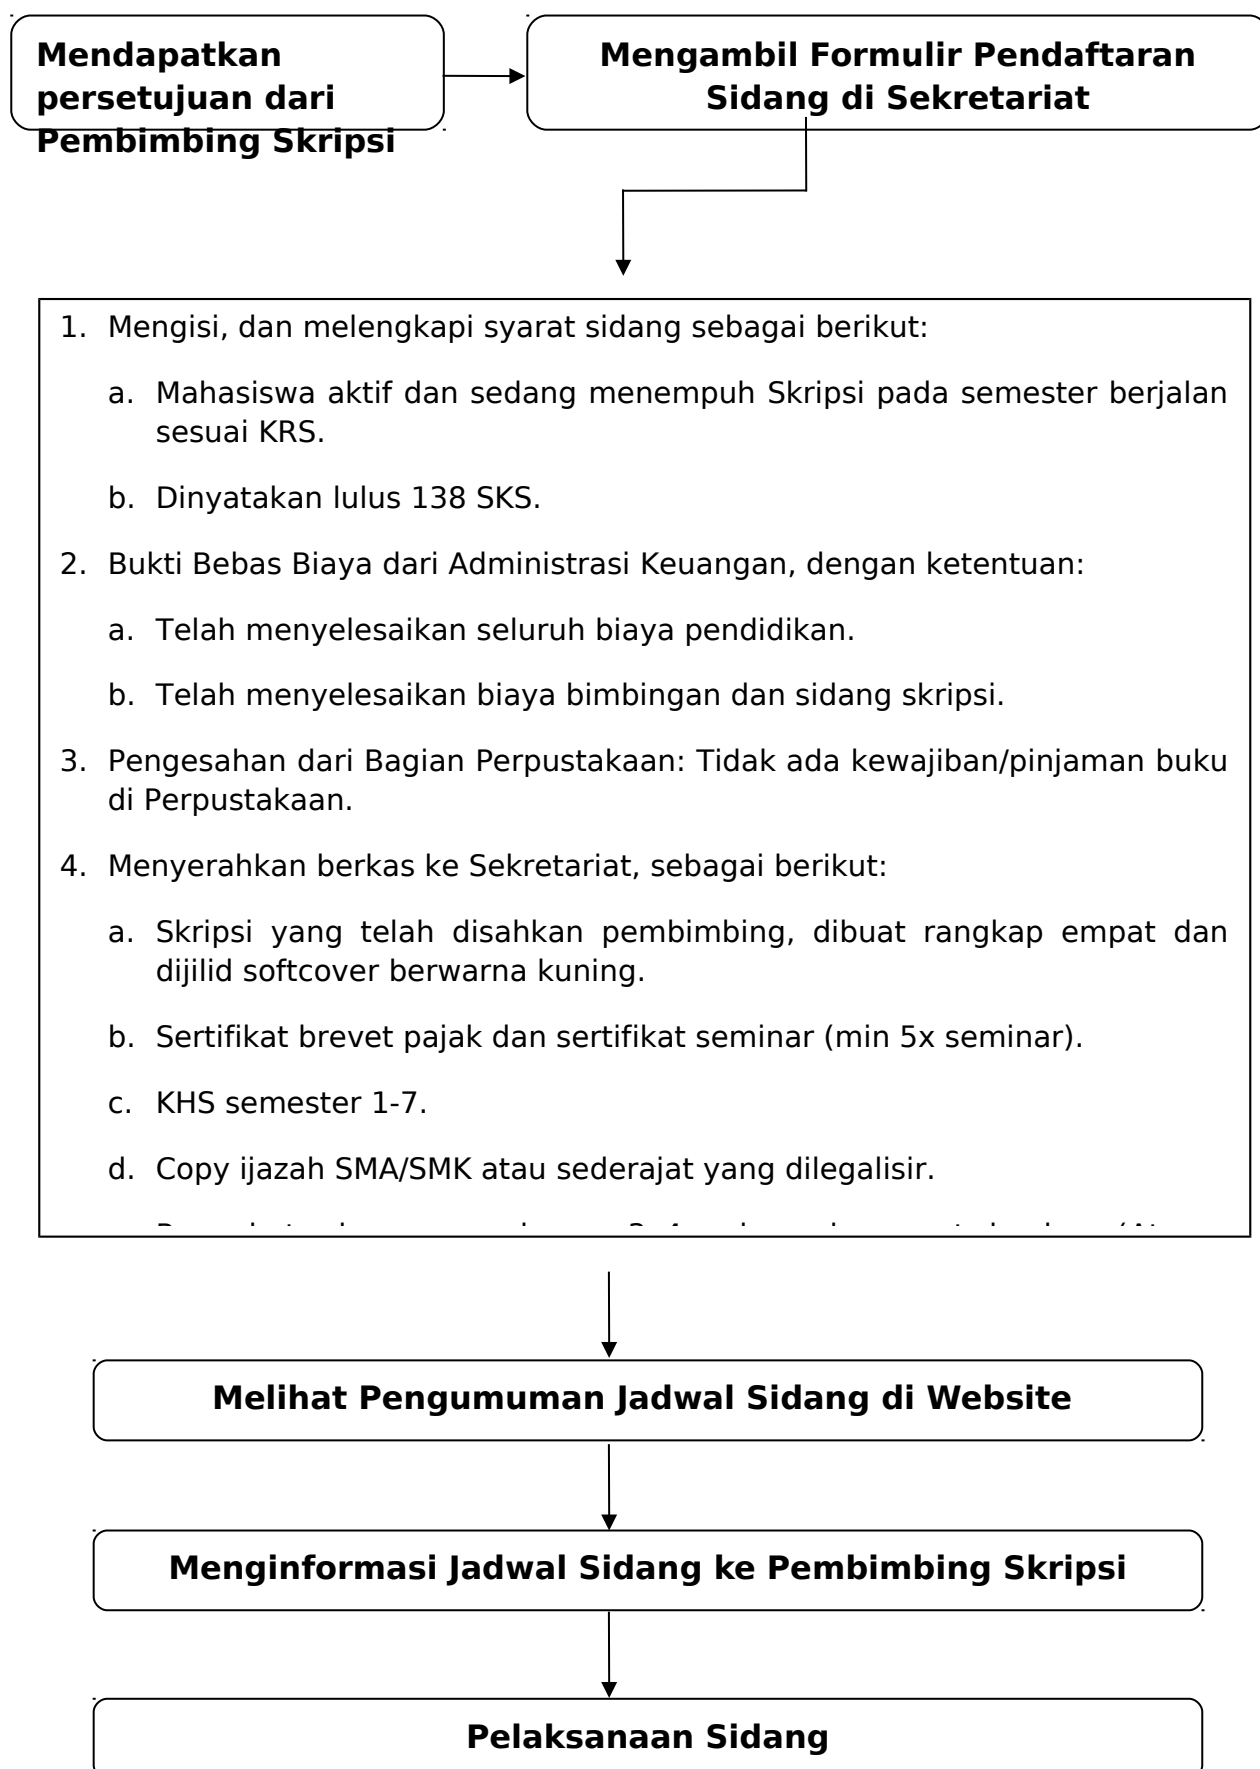 Mendapatkan
persetujuan dari
Pembimbing Skripsi
Mengambil Formulir Pendaftaran
Sidang di Sekretariat
1. Mengisi, dan melengkapi syarat sidang sebagai berikut:
a. Mahasiswa aktif dan sedang menempuh Skripsi pada semester berjalan
sesuai KRS.
b. Dinyatakan lulus 138 SKS.
2. Bukti Bebas Biaya dari Administrasi Keuangan, dengan ketentuan:
a. Telah menyelesaikan seluruh biaya pendidikan.
b. Telah menyelesaikan biaya bimbingan dan sidang skripsi.
3. Pengesahan dari Bagian Perpustakaan: Tidak ada kewajiban/pinjaman buku
di Perpustakaan.
4. Menyerahkan berkas ke Sekretariat, sebagai berikut:
a. Skripsi yang telah disahkan pembimbing, dibuat rangkap empat dan
dijilid softcover berwarna kuning.
b. Sertifikat brevet pajak dan sertifikat seminar (min 5x seminar).
c. KHS semester 1-7.
d. Copy ijazah SMA/SMK atau sederajat yang dilegalisir.
Melihat Pengumuman Jadwal Sidang di Website
Menginformasi Jadwal Sidang ke Pembimbing Skripsi
Pelaksanaan Sidang